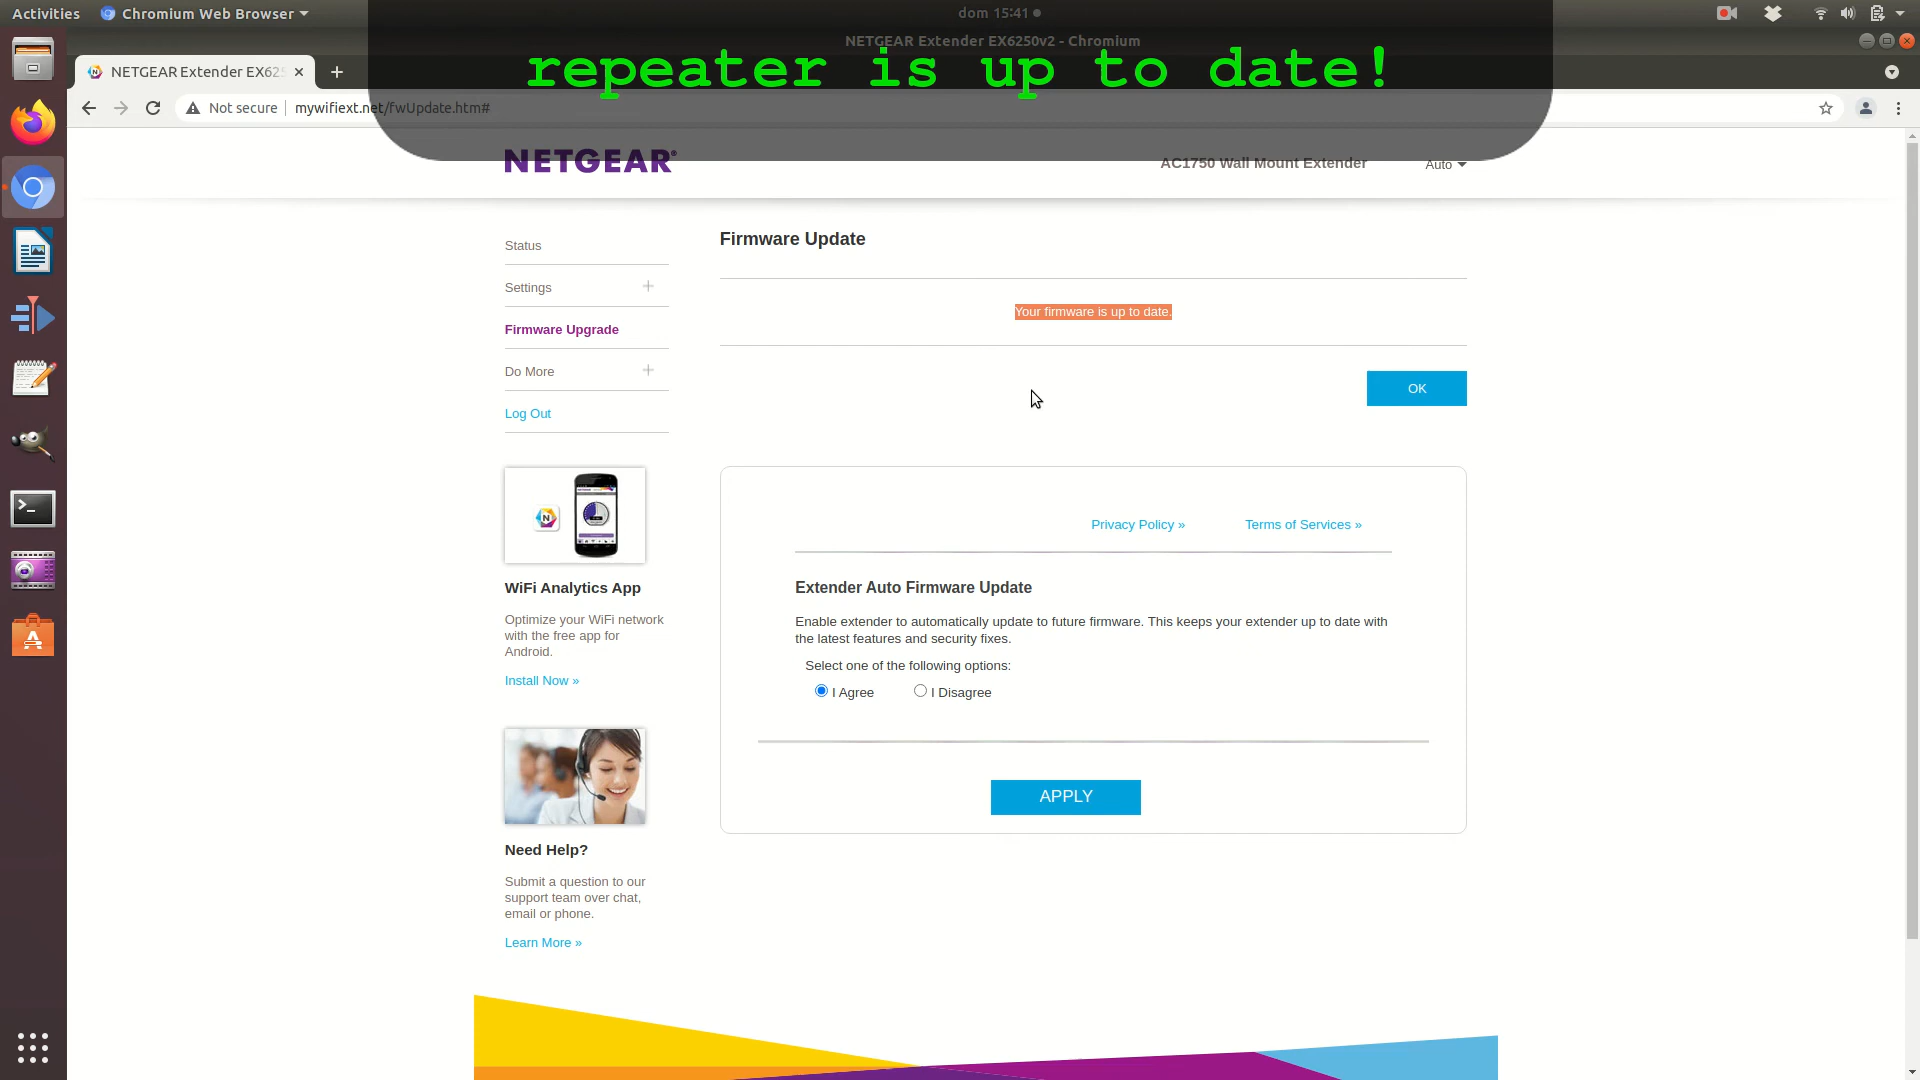 Activities
Chromium Web Browser
dom 15:41
NETGEAR Extender EX6250v2 - Chromium
repeater is up to date!
NETGEAR Extender EX625
Not secure
mywifiext.net/fwUpdate.htm#
NETGEAR®
AC1750 Wall Mount Extender
Auto
Status
Settings
Firmware Upgrade
Do More
Log Out
Firmware Update
Your firmware is up to date.
OK
WiFi Analytics App
Optimize your WiFi network
with the free app for
Android.
Install Now »
Need Help?
Submit a question to our
support team over chat,
email or phone.
Learn More »
Privacy Policy »
Terms of Services »
Extender Auto Firmware Update
Enable extender to automatically update to future firmware. This keeps your extender up to date with
the latest features and security fixes.
Select one of the following options:
I Agree
I Disagree
APPLY